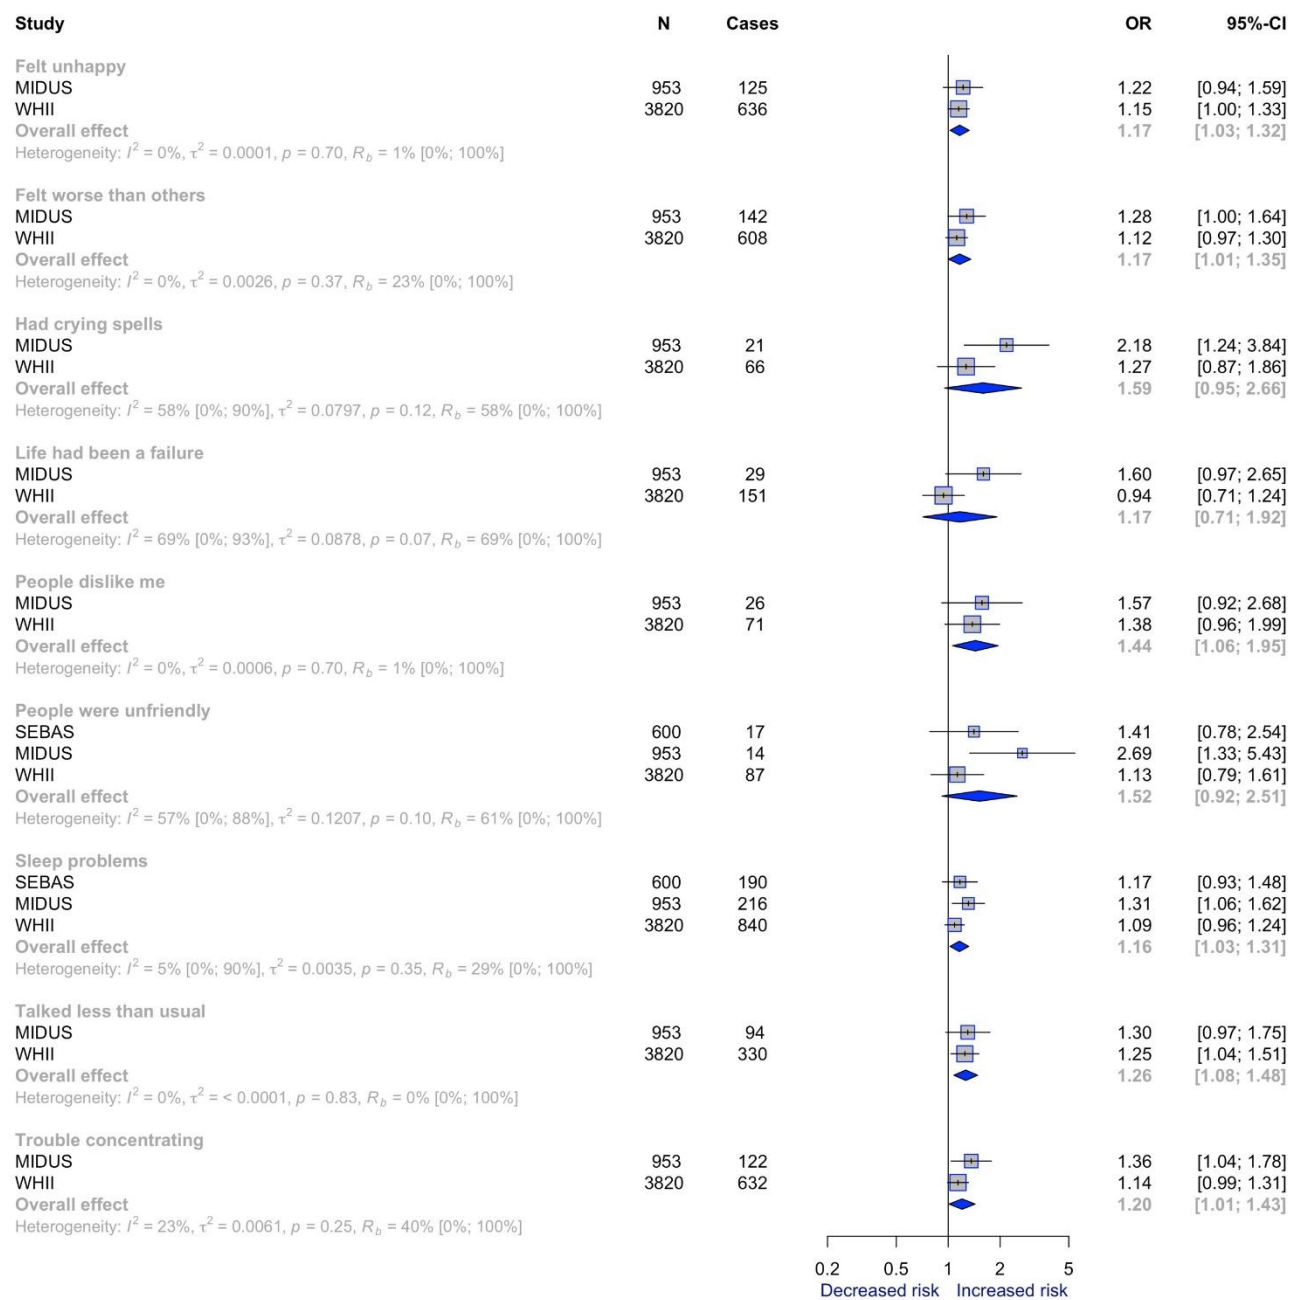 Study N Cases OR 95%-CI
Felt unhappy
MIDUS 953 125 1.22 [0.94; 1.59]
WHII 3820 636 1.15 [1.00; 1.33]
Overall effect 1.17 [1.03; 1.32]
Heterogeneity: I² = 0%, τ² = 0.0001, p = 0.70, R_b = 1% [0%; 100%]
Felt worse than others
MIDUS 953 142 1.28 [1.00; 1.64]
WHII 3820 608 1.12 [0.97; 1.30]
Overall effect 1.17 [1.01; 1.35]
Heterogeneity: I² = 0%, τ² = 0.0026, p = 0.37, R_b = 23% [0%; 100%]
Had crying spells
MIDUS 953 21 2.18 [1.24; 3.84]
WHII 3820 66 1.27 [0.87; 1.86]
Overall effect 1.59 [0.95; 2.66]
Heterogeneity: I² = 58% [0%; 90%], τ² = 0.0797, p = 0.12, R_b = 58% [0%; 100%]
Life had been a failure
MIDUS 953 29 1.60 [0.97; 2.65]
WHII 3820 151 0.94 [0.71; 1.24]
Overall effect 1.17 [0.71; 1.92]
Heterogeneity: I² = 69% [0%; 93%], τ² = 0.0878, p = 0.07, R_b = 69% [0%; 100%]
People dislike me
MIDUS 953 26 1.57 [0.92; 2.68]
WHII 3820 71 1.38 [0.96; 1.99]
Overall effect 1.44 [1.06; 1.95]
Heterogeneity: I² = 0%, τ² = 0.0006, p = 0.70, R_b = 1% [0%; 100%]
People were unfriendly
SEBAS 600 17 1.41 [0.78; 2.54]
MIDUS 953 14 2.69 [1.33; 5.43]
WHII 3820 87 1.13 [0.79; 1.61]
Overall effect 1.52 [0.92; 2.51]
Heterogeneity: I² = 57% [0%; 88%], τ² = 0.1207, p = 0.10, R_b = 61% [0%; 100%]
Sleep problems
SEBAS 600 190 1.17 [0.93; 1.48]
MIDUS 953 216 1.31 [1.06; 1.62]
WHII 3820 840 1.09 [0.96; 1.24]
Overall effect 1.16 [1.03; 1.31]
Heterogeneity: I² = 5% [0%; 90%], τ² = 0.0035, p = 0.35, R_b = 29% [0%; 100%]
Talked less than usual
MIDUS 953 94 1.30 [0.97; 1.75]
WHII 3820 330 1.25 [1.04; 1.51]
Overall effect 1.26 [1.08; 1.48]
Heterogeneity: I² = 0%, τ² = < 0.0001, p = 0.83, R_b = 0% [0%; 100%]
Trouble concentrating
MIDUS 953 122 1.36 [1.04; 1.78]
WHII 3820 632 1.14 [0.99; 1.31]
Overall effect 1.20 [1.01; 1.43]
Heterogeneity: I² = 23%, τ² = 0.0061, p = 0.25, R_b = 40% [0%; 100%]
0.2 0.5 1 2 5
Decreased risk Increased risk